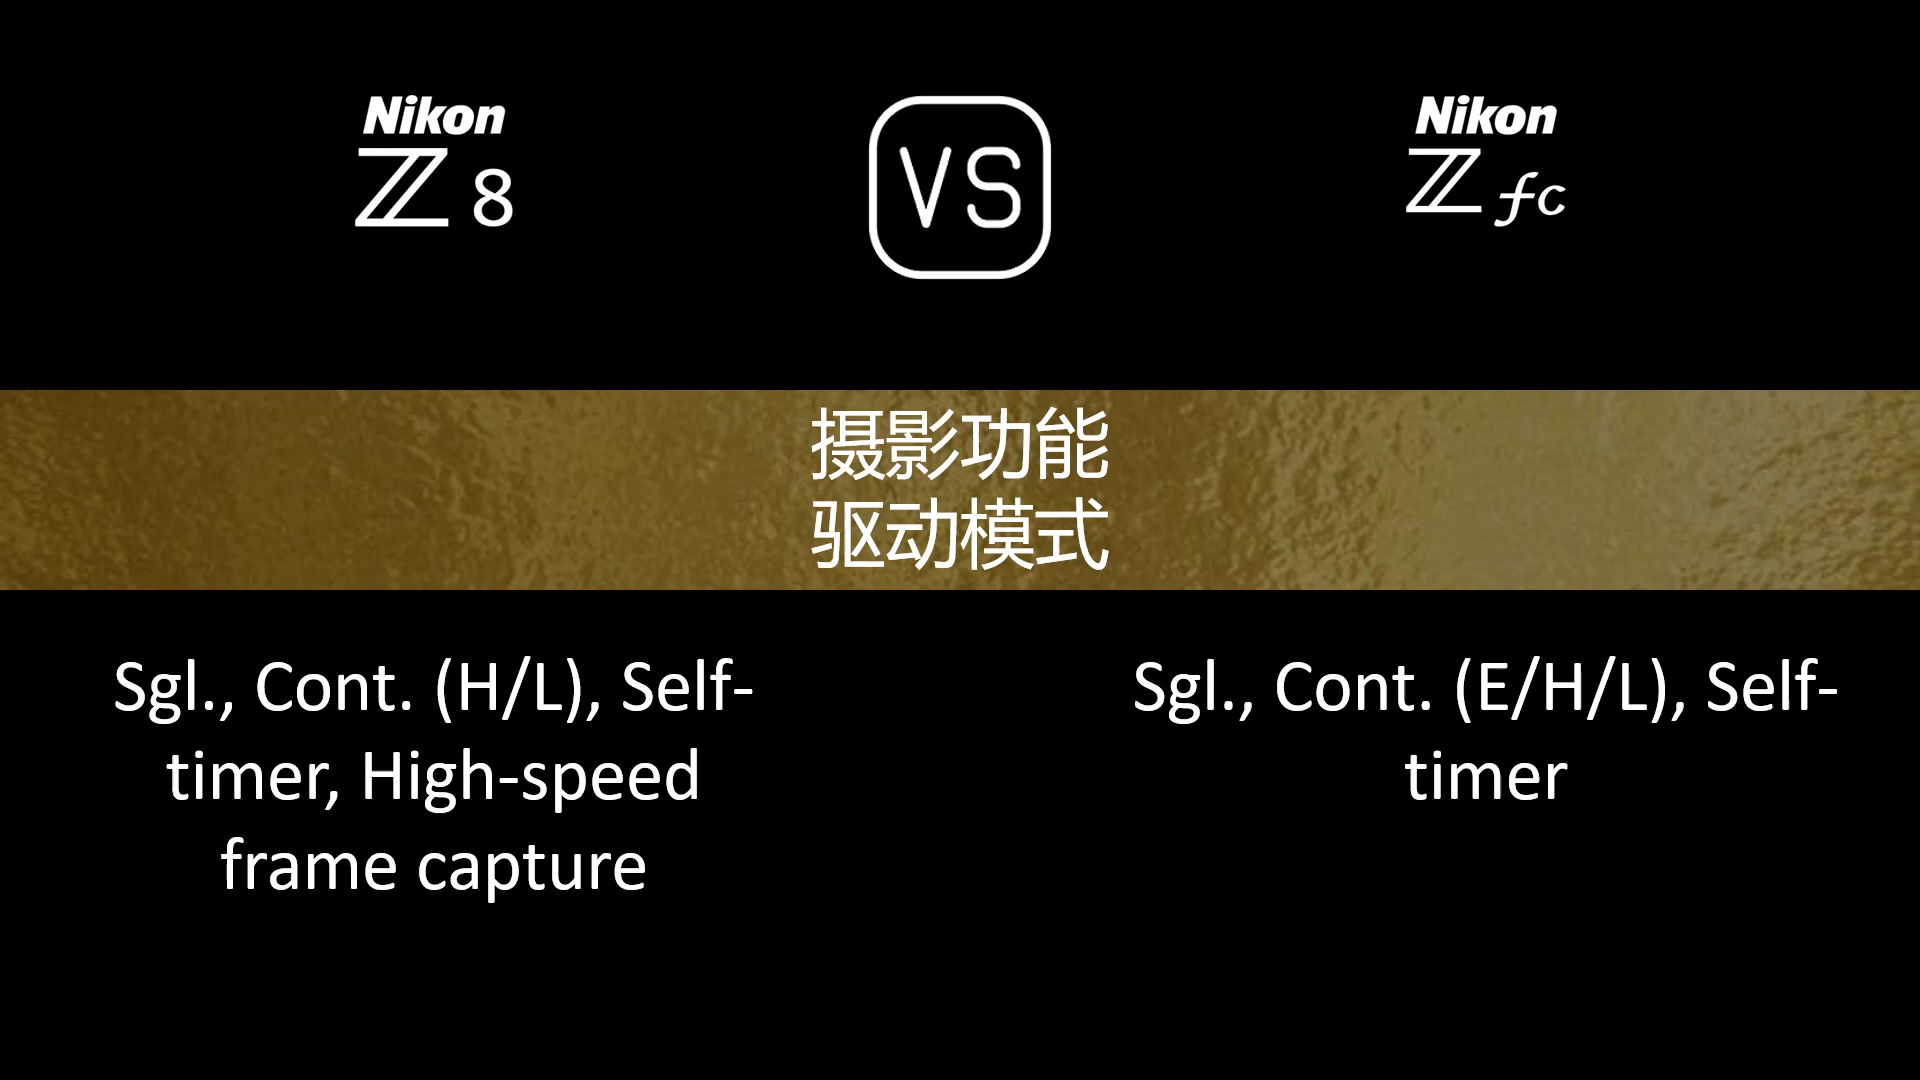 Nikon
Z 8
VS
Nikon
Z fc
摄影功能
驱动模式
Sgl., Cont. (H/L), Self-
timer, High-speed
frame capture
Sgl., Cont. (E/H/L), Self-
timer